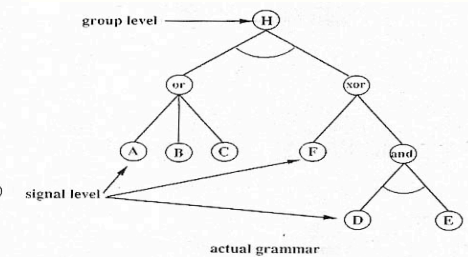 group level H
or xor
A B C F and
signal level
D E
actual grammar